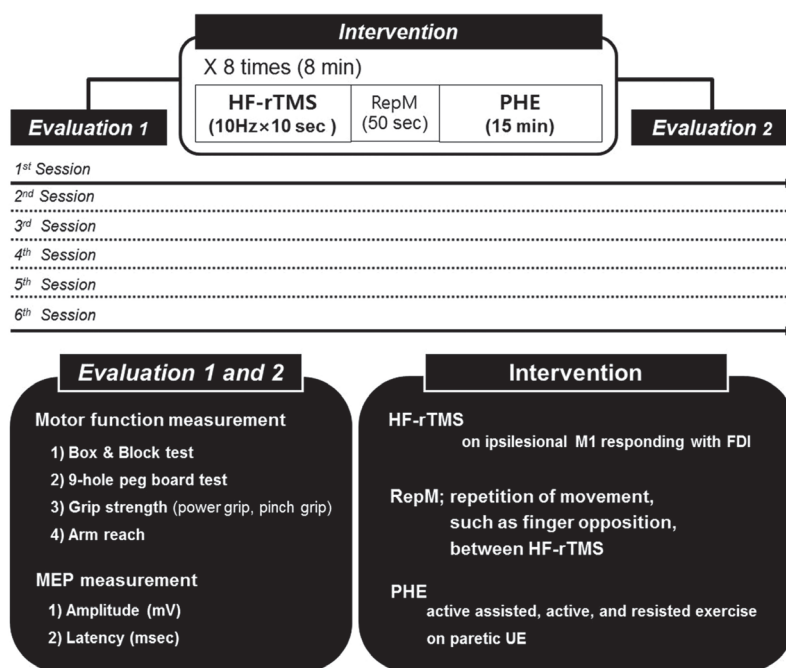 Intervention
X 8 times (8 min)
HF-rTMS
(10Hz×10 sec )
RepM
(50 sec)
PHE
(15 min)
Evaluation 1
Evaluation 2
1st Session
2nd Session
3rd Session
4th Session
5th Session
6th Session
Evaluation 1 and 2
Motor function measurement
1) Box & Block test
2) 9-hole peg board test
3) Grip strength (power grip, pinch grip)
4) Arm reach
MEP measurement
1) Amplitude (mV)
2) Latency (msec)
Intervention
HF-rTMS
on ipsilesional M1 responding with FDI
RepM; repetition of movement,
such as finger opposition,
between HF-rTMS
PHE
active assisted, active, and resisted exercise
on paretic UE